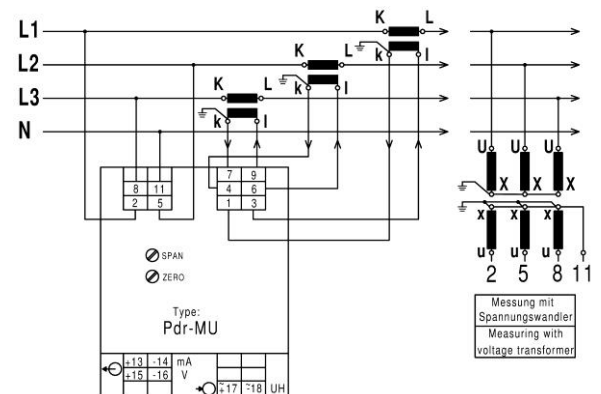 K L
L1
K L k l
L2
K L k l
L3
k l
N
U U U
7 9
8 11 4 6 X X X
2 5 1 3
x x x
SPAN
u u u
ZERO
2 5 8 11
Type:
Pdr-MU
Messung mit
Spannungswandler
Measuring with
voltage transformer
+13 -14 mA
+15 -16 V
~+17 ~-18 UH